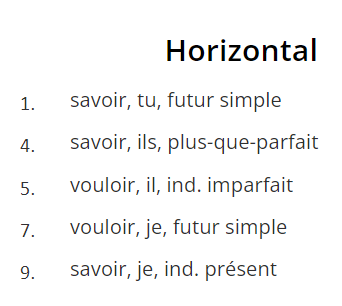 Horizontal
1. savoir, tu, futur simple
4. savoir, ils, plus-que-parfait
5. vouloir, il, ind. imparfait
7. vouloir, je, futur simple
9. savoir, je, ind. présent